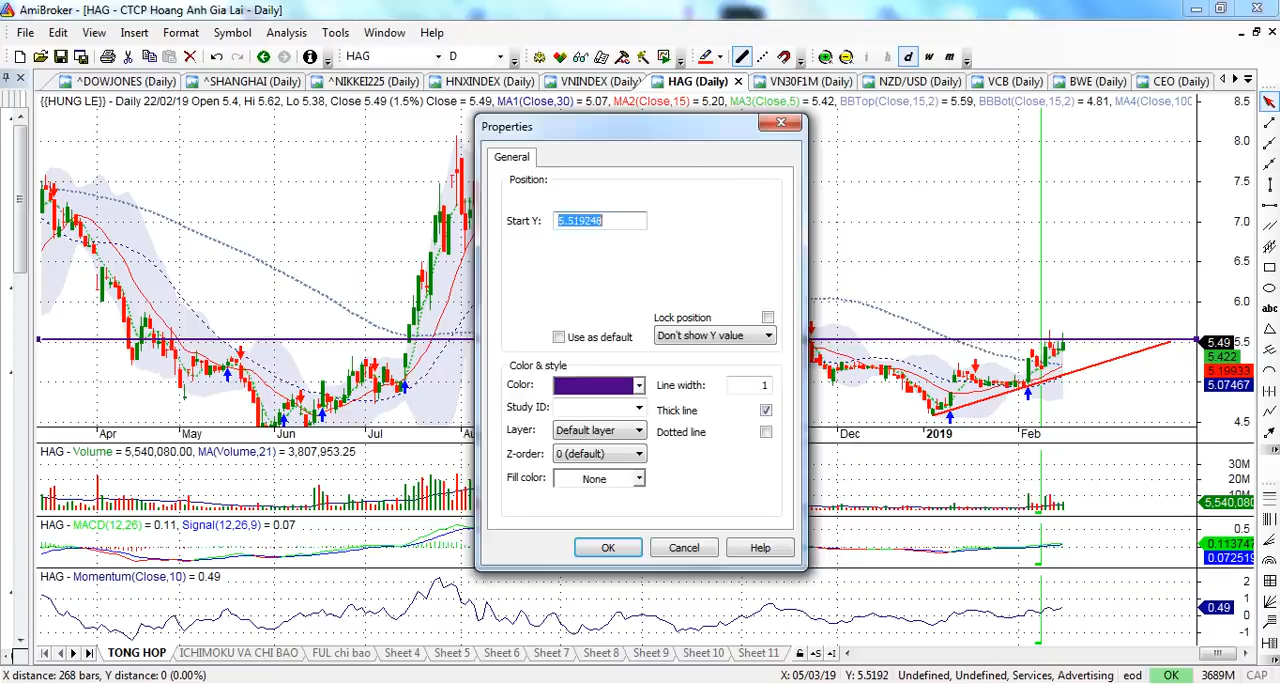 AmiBroker - [HAG - CTCP Hoang Anh Gia Lai - Daily]
File Edit View Insert Format Symbol Analysis Tools Window Help
HAG D i h d w m
^DOWJONES (Daily) ^SHANGHAI (Daily) ^NIKKEI225 (Daily) HNXINDEX (Daily) VNINDEX (Daily) HAG (Daily) VN30F1M (Daily) NZD/USD (Daily) VCB (Daily) BWE (Daily) CEO (Daily)
{{HUNG LE}} - Daily 22/02/19 Open 5.4, Hi 5.62, Lo 5.38, Close 5.49 (1.5%) Close = 5.49, MA1(Close,30) = 5.07, MA2(Close,15) = 5.20, MA3(Close,5) = 5.42, BBTop(Close,15,2) = 5.59, BBBot(Close,15,2) = 4.81, MA4(Close,100
8.5
8.0
7.5
7.0
6.5
6.0
5.5
4.5
5.49
5.422
5.19933
5.07467
Properties
General
Position:
Start Y: 5.519248
Lock position
Use as default Don't show Y value
Color & style
Color: Line width: 1
Study ID: Thick line
Layer: Default layer Dotted line
Z-order: 0 (default)
Fill color: None
OK Cancel Help
Apr May Jun Jul Dec 2019 Feb
HAG - Volume = 5,540,080.00, MA(Volume,21) = 3,807,953.25
30M
20M
10M
5,540,080
HAG - MACD(12,26) = 0.11, Signal(12,26,9) = 0.07
0.5
0.113747
0.072519
HAG - Momentum(Close,10) = 0.49
2
1
0.49
-1
TONG HOP ICHIMOKU VA CHI BAO FUL on bao Sheet 4 Sheet 5 Sheet 6 Sheet 7 Sheet 8 Sheet 9 Sheet 10 Sheet 11
X distance: 268 bars, Y distance: 0 (0.00%) X: 05/03/19 Y: 5.5192 Undefined, Undefined, Services, Advertising eod OK 3689M CAP
abc